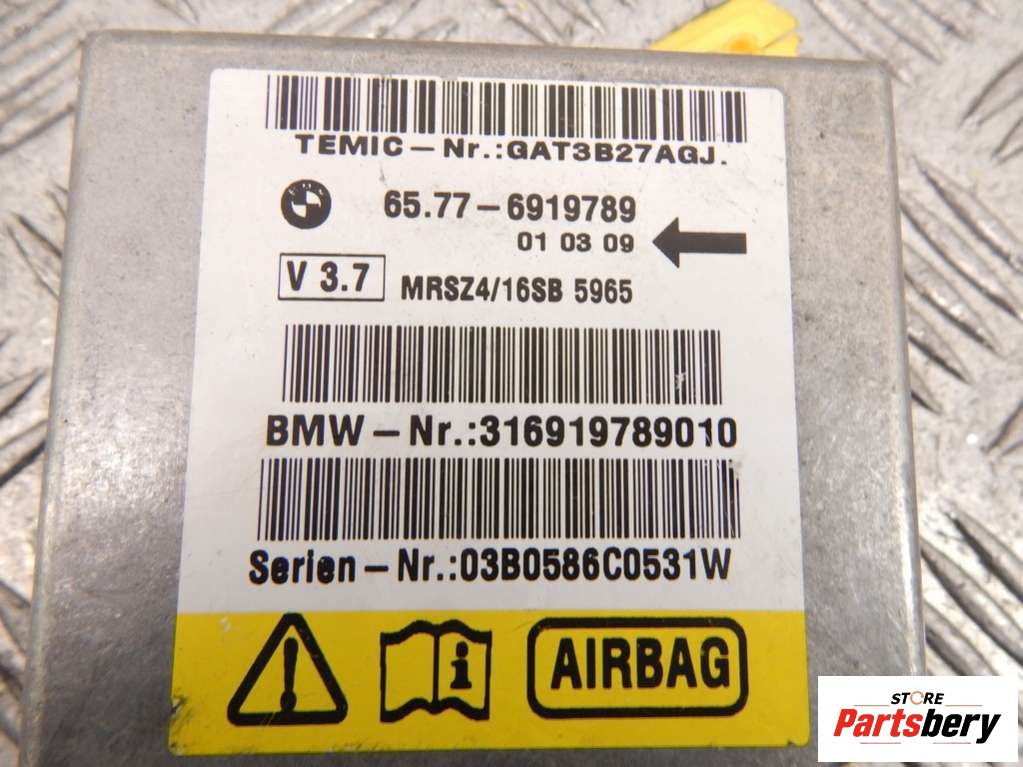 TEMIC-Nr.:GAT3B27AGJ.
65.77-6919789
01 03 09
V 3.7 MRSZ4/16SB 5965
BMW-Nr.:316919789010
Serien-Nr.:03B0586C0531W
i AIRBAG
STORE
Partsbery